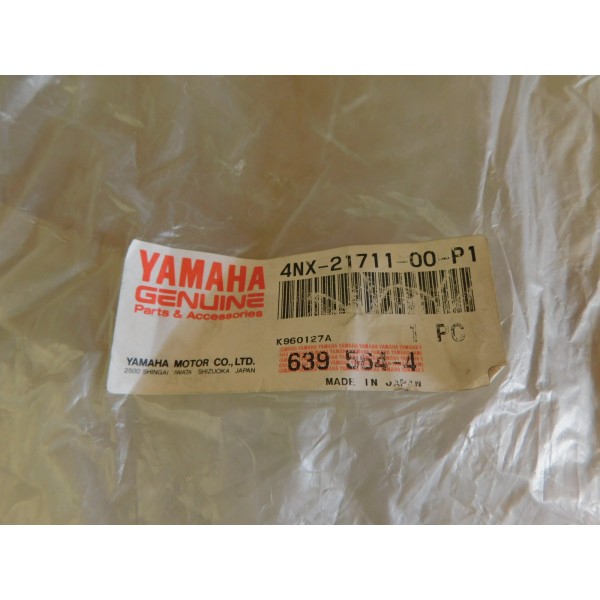 YAMAHA
GENUINE
Parts & Accessories
YAMAHA MOTOR CO., LTD.
2500 SHINGAI IWATA SHIZUOKA JAPAN
4NX-21711-00-P1
K960127A
1 PC
639 564-4
MADE IN JAPAN